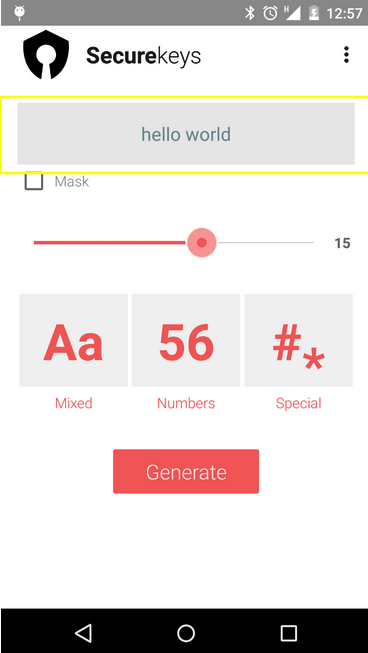 H 12:57
Securekeys
hello world
Mask
15
Aa 56 #*
Mixed Numbers Special
Generate